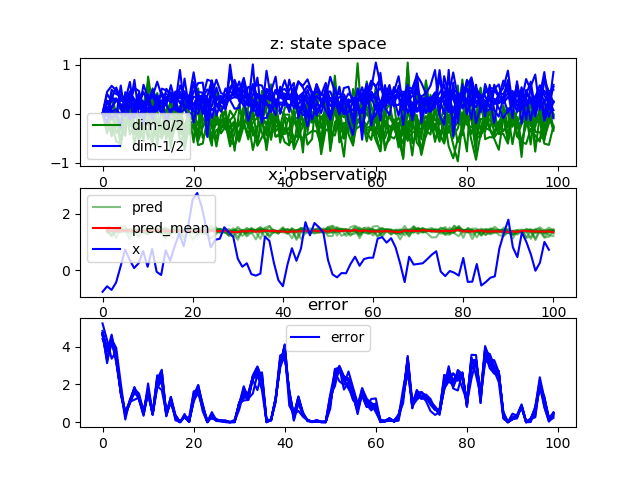 z: state space
1
0
−1
dim-0/2
dim-1/2
0 20 40 60 80 100
x: observation
2
0
pred
pred_mean
x
0 20 40 60 80 100
error
4
2
0
error
0 20 40 60 80 100